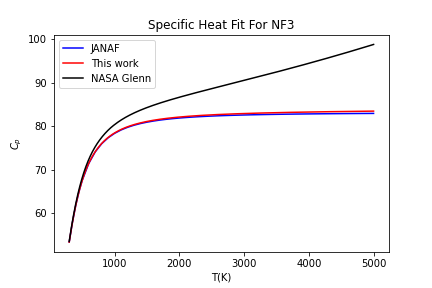 Specific Heat Fit For NF3
100
90
80
70
60
C_p
JANAF
This work
NASA Glenn
1000
2000
3000
4000
5000
T(K)